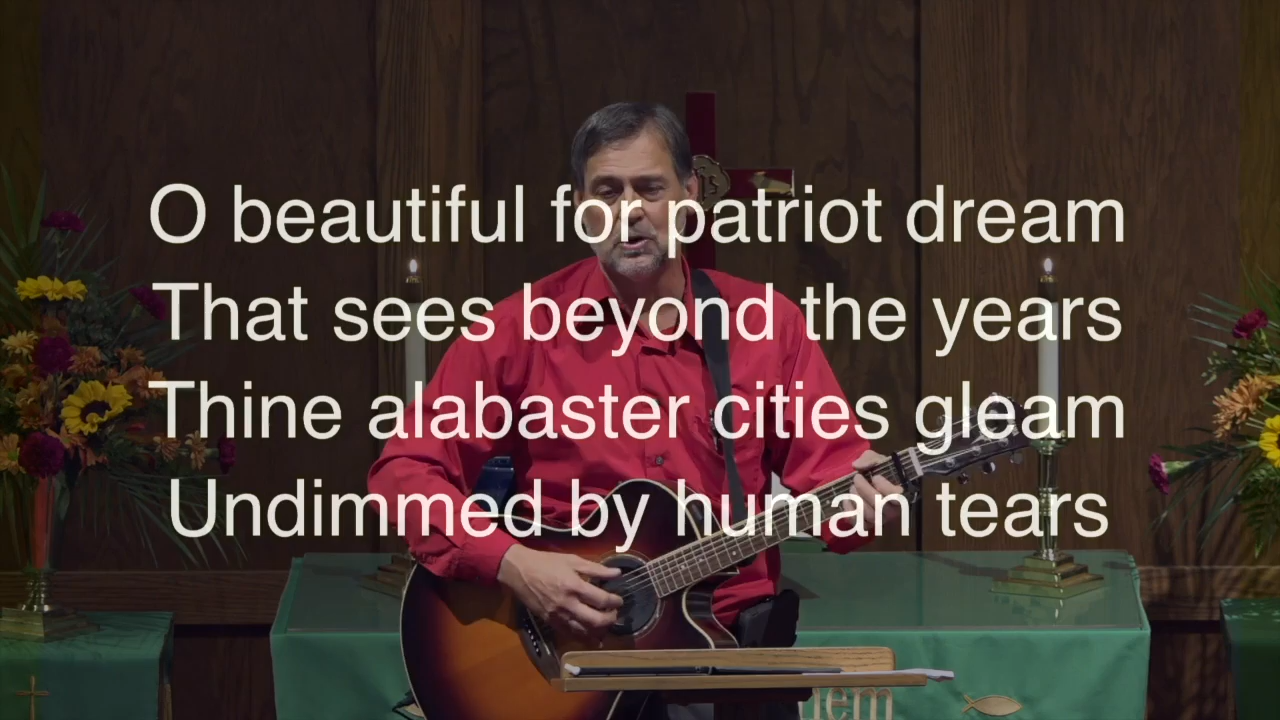 O beautiful for patriot dream
That sees beyond the years
Thine alabaster cities gleam
Undimmed by human tears